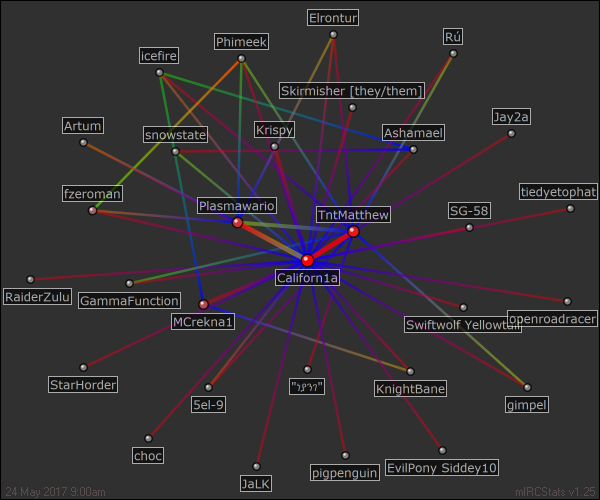 Elrontur
Rú
Phimeek
icefire
Skirmisher [they/them]
Jay2a
Artum
Krispy
snowstate
Ashamael
fzeroman
tiedyetophat
Plasmawario
SG-58
TntMatthew
Californ1a
RaiderZulu
GammaFunction
openroadracer
MCrekna1
Swiftwolf Yellowtail
StarHorder
KnightBane
5el-9
gimpel
choc
EvilPony Siddey10
pigpenguin
JaLK
24 May 2017 9:00am
mIRCStats v1.25